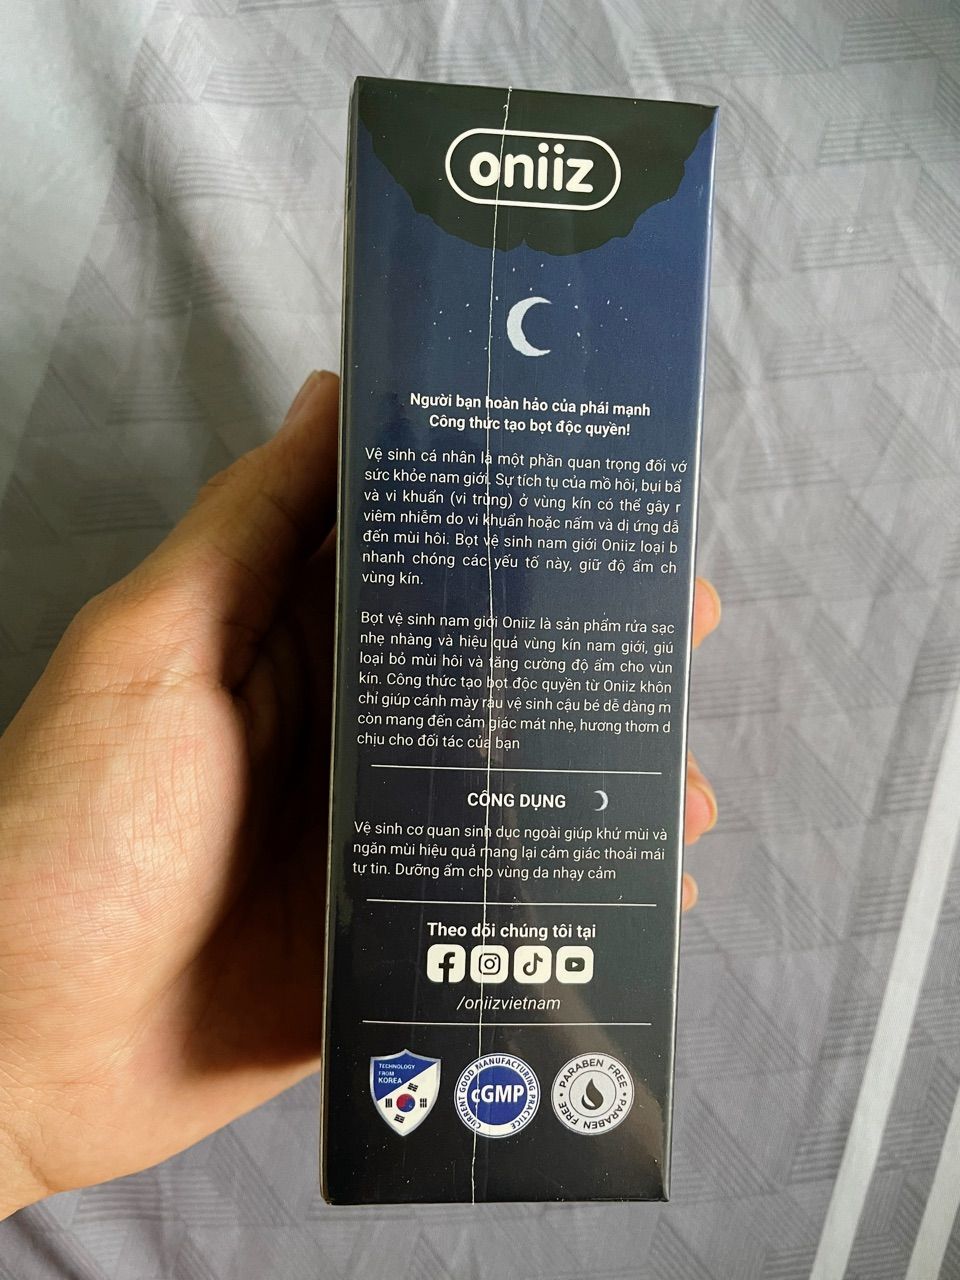 oniiz
Người bạn hoàn hảo của phái mạnh
Công thức tạo bọt độc quyền!
Vệ sinh cá nhân là một phần quan trọng đối vớ
sức khỏe nam giới. Sự tích tụ của mồ hôi, bụi bẩ
và vi khuẩn (vi trùng) ở vùng kín có thể gây r
viêm nhiễm do vi khuẩn hoặc nấm và dị ứng dẫ
đến mùi hôi. Bọt vệ sinh nam giới Oniiz loại b
nhanh chóng các yếu tố này, giữ độ ẩm ch
vùng kín.
Bọt vệ sinh nam giới Oniiz là sản phẩm rửa sạc
nhẹ nhàng và hiệu quả vùng kín nam giới, giú
loại bỏ mùi hôi và tăng cường độ ẩm cho vùn
kín. Công thức tạo bọt độc quyền từ Oniiz khôn
chỉ giúp cánh mày râu vệ sinh cậu bé dễ dàng m
còn mang đến cảm giác mát nhẹ, hương thơm d
chịu cho đối tác của bạn
CÔNG DỤNG
Vệ sinh cơ quan sinh dục ngoài giúp khử mùi và
ngăn mùi hiệu quả mang lại cảm giác thoải mái
tự tin. Dưỡng ẩm cho vùng da nhạy cảm
Theo dõi chúng tôi tại
/oniizvietnam
TECHNOLOGY
FROM
KOREA
CURRENT GOOD MANUFACTURING PRACTICE
cGMP
PARABEN FREE • PARABEN FREE •